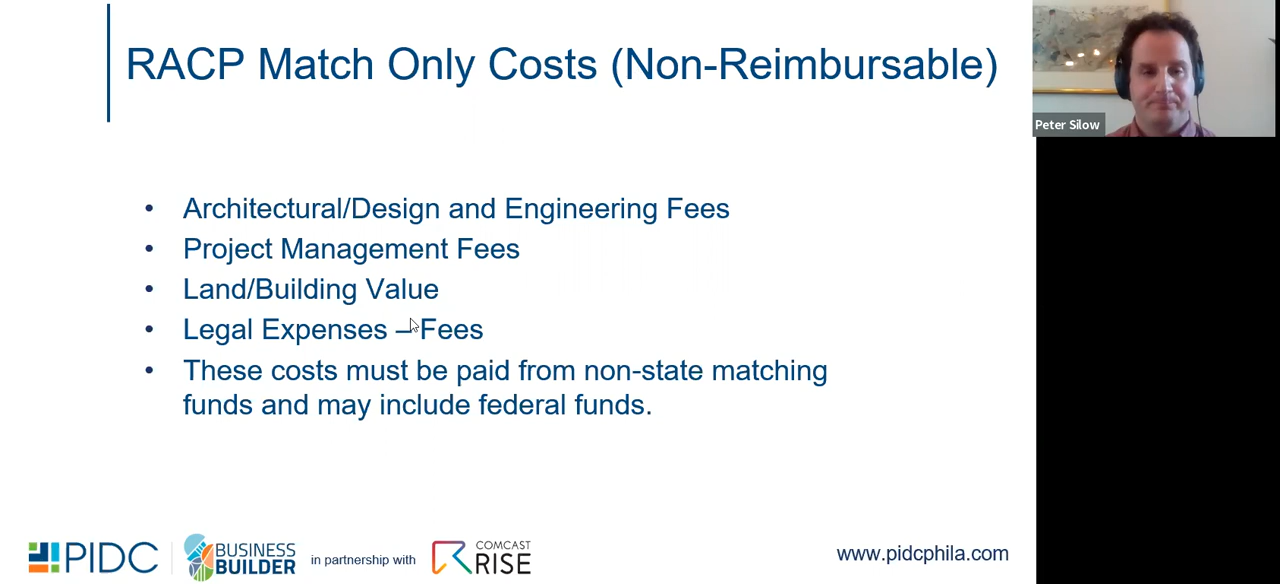 RACP Match Only Costs (Non-Reimbursable)
Peter Silow
• Architectural/Design and Engineering Fees
• Project Management Fees
• Land/Building Value
• Legal Expenses – Fees
• These costs must be paid from non-state matching
funds and may include federal funds.
PIDC
BUSINESS
BUILDER
in partnership with
COMCAST
RISE
www.pidcphila.com